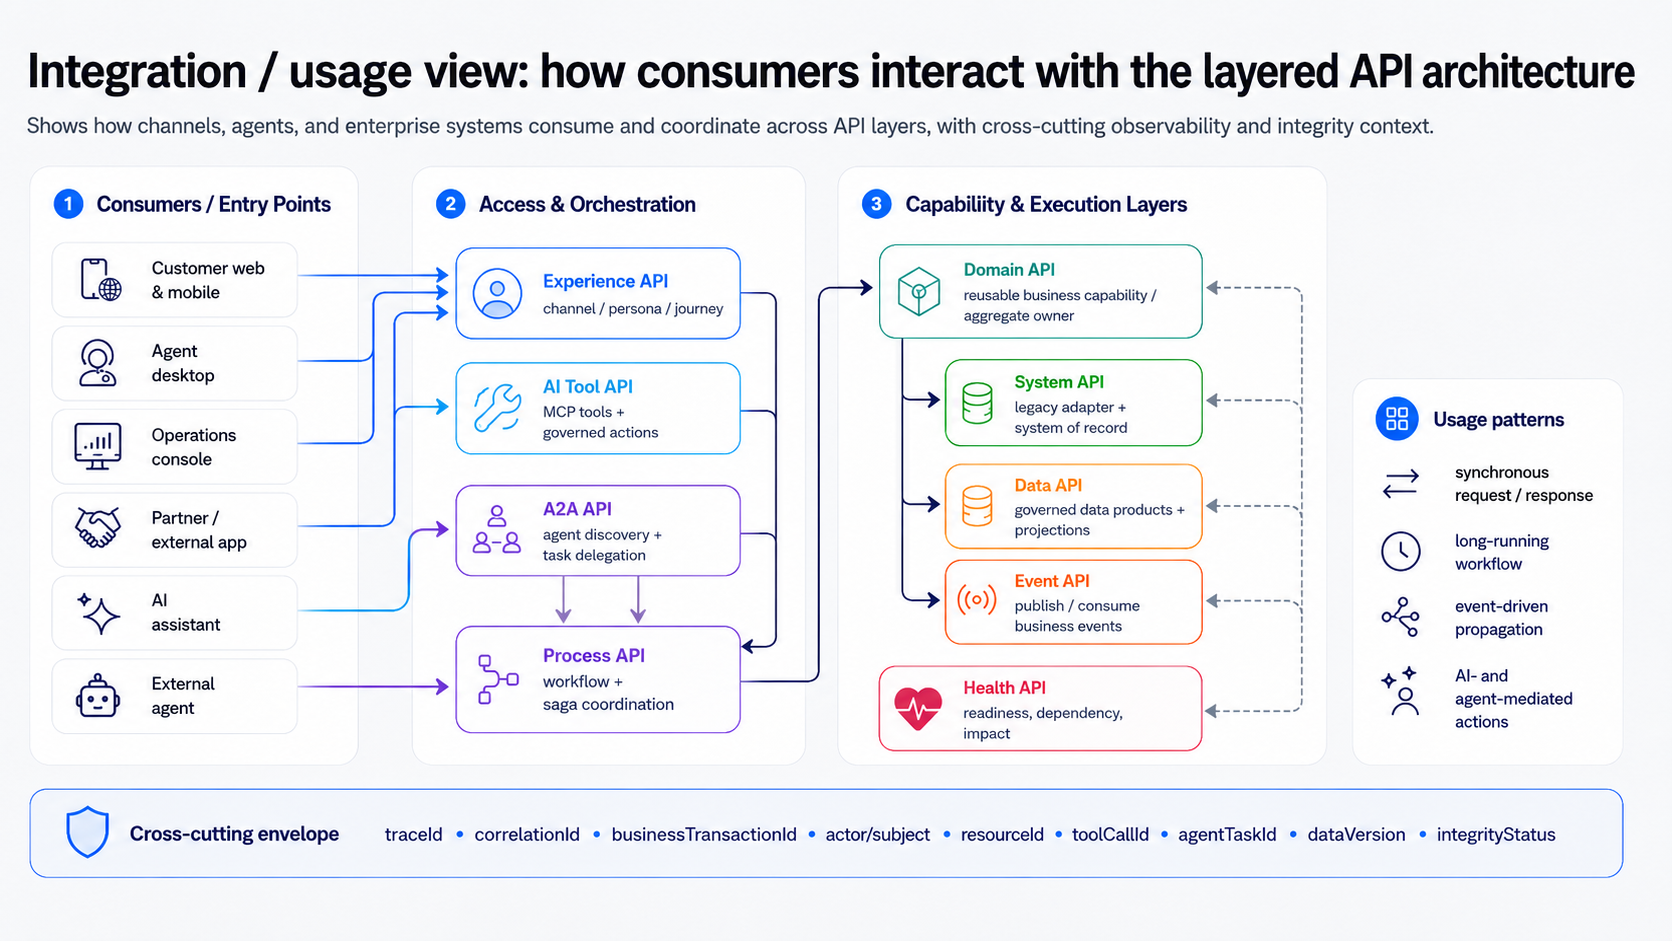 Integration / usage view: how consumers interact with the layered API architecture
Shows how channels, agents, and enterprise systems consume and coordinate across API layers, with cross-cutting observability and integrity context.
1 Consumers / Entry Points
Customer web
& mobile
Agent
desktop
Operations
console
Partner /
external app
AI
assistant
External
agent
2 Access & Orchestration
Experience API
channel / persona / journey
AI Tool API
MCP tools +
governed actions
A2A API
agent discovery +
task delegation
Process API
workflow +
saga coordination
3 Capabiliity & Execution Layers
Domain API
reusable business capability /
aggregate owner
System API
legacy adapter +
system of record
Data API
governed data products +
projections
Event API
publish / consume
business events
Health API
readiness, dependency,
impact
Usage patterns
synchronous
request / response
long-running
workflow
event-driven
propagation
AI- and
agent-mediated
actions
Cross-cutting envelope traceId • correlationId • businessTransactionId • actor/subject • resourceId • toolCallId • agentTaskId • dataVersion • integrityStatus